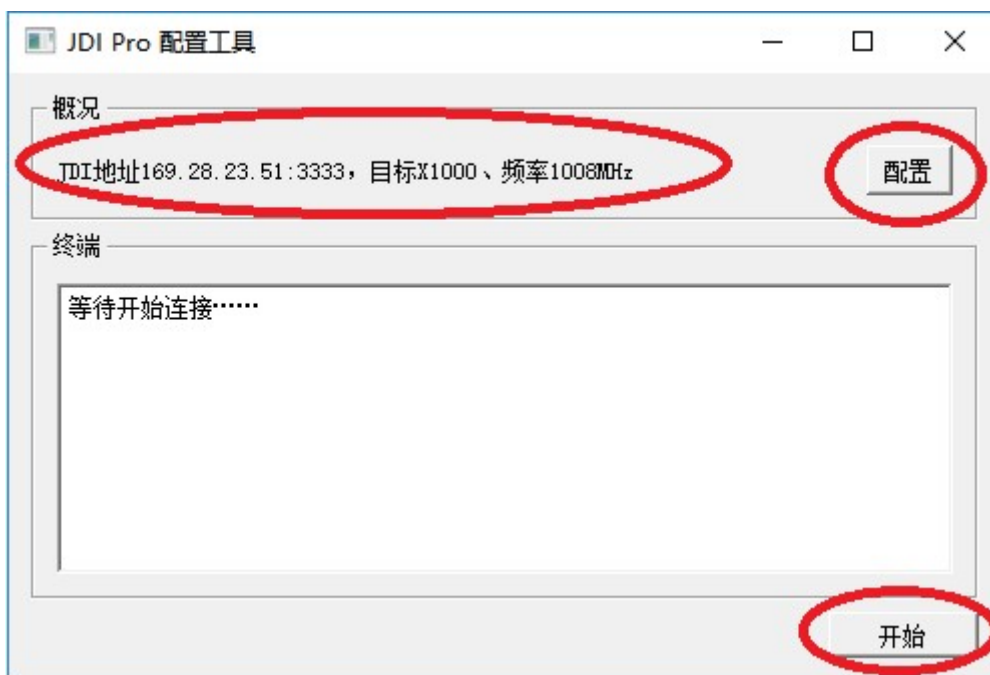 JDI Pro 配置工具
概况
JDI地址169.28.23.51:3333，目标X1000、频率1008MHz
配置
终端
等待开始连接……
开始